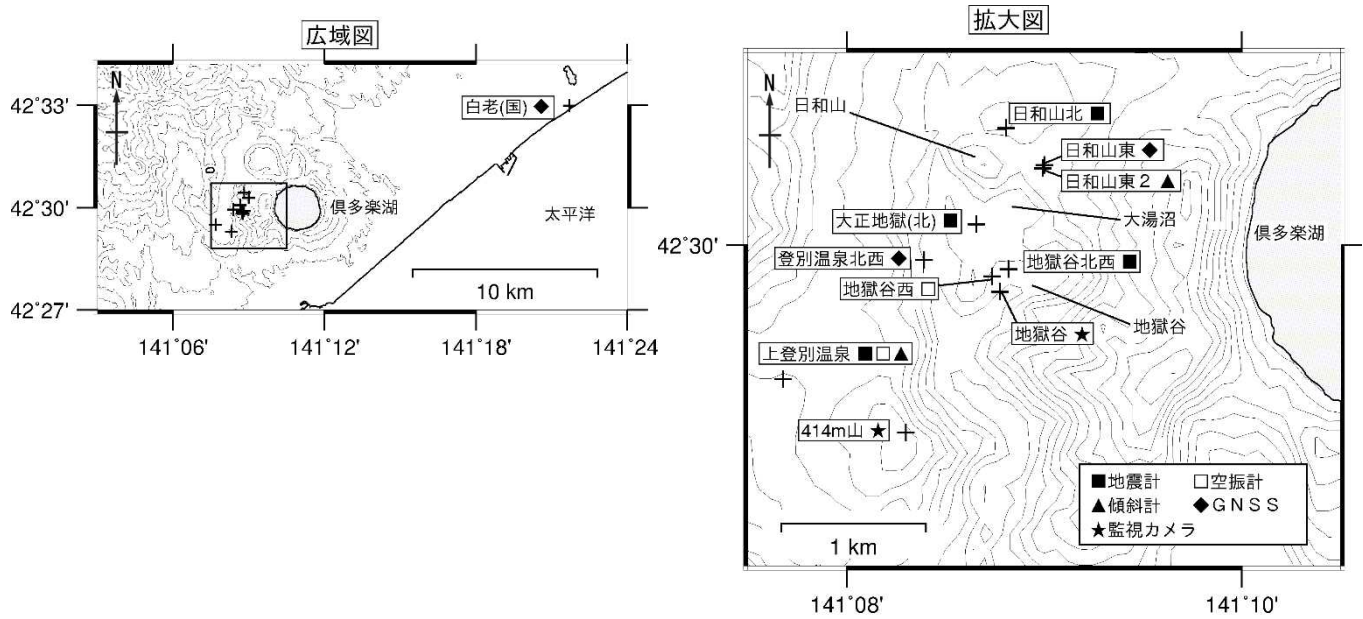 広域図
N
42°33'
42°30'
42°27'
白老(国) ◆
倶多楽湖
太平洋
10 km
141°06'
141°12'
141°18'
141°24'
拡大図
N
日和山
日和山北 ■
日和山東 ◆
日和山東2 ▲
大正地獄(北) ■
大湯沼
42°30'
倶多楽湖
登別温泉北西 ◆
地獄谷北西 ■
地獄谷西 □
地獄谷
地獄谷 ★
上登別温泉 ■□▲
414m山 ★
■地震計 □空振計
▲傾斜計 ◆GNSS
★監視カメラ
1 km
141°08'
141°10'